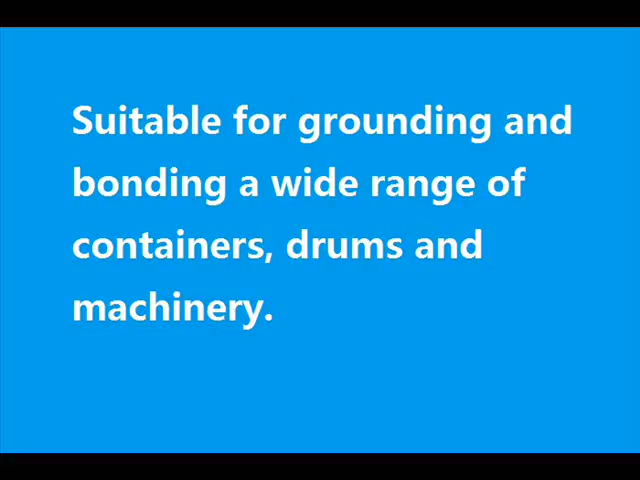 Suitable for grounding and
bonding a wide range of
containers, drums and
machinery.